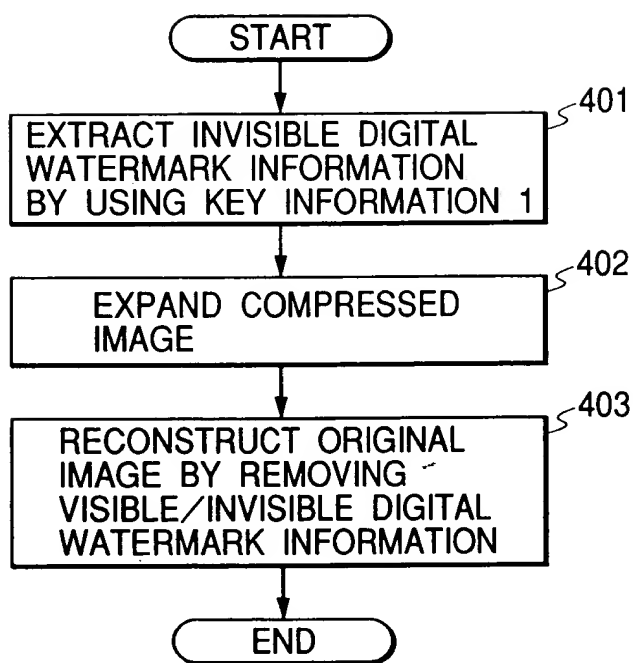 START
401
EXTRACT INVISIBLE DIGITAL
WATERMARK INFORMATION
BY USING KEY INFORMATION 1
402
EXPAND COMPRESSED
IMAGE
403
RECONSTRUCT ORIGINAL
IMAGE BY REMOVING
VISIBLE/INVISIBLE DIGITAL
WATERMARK INFORMATION
END